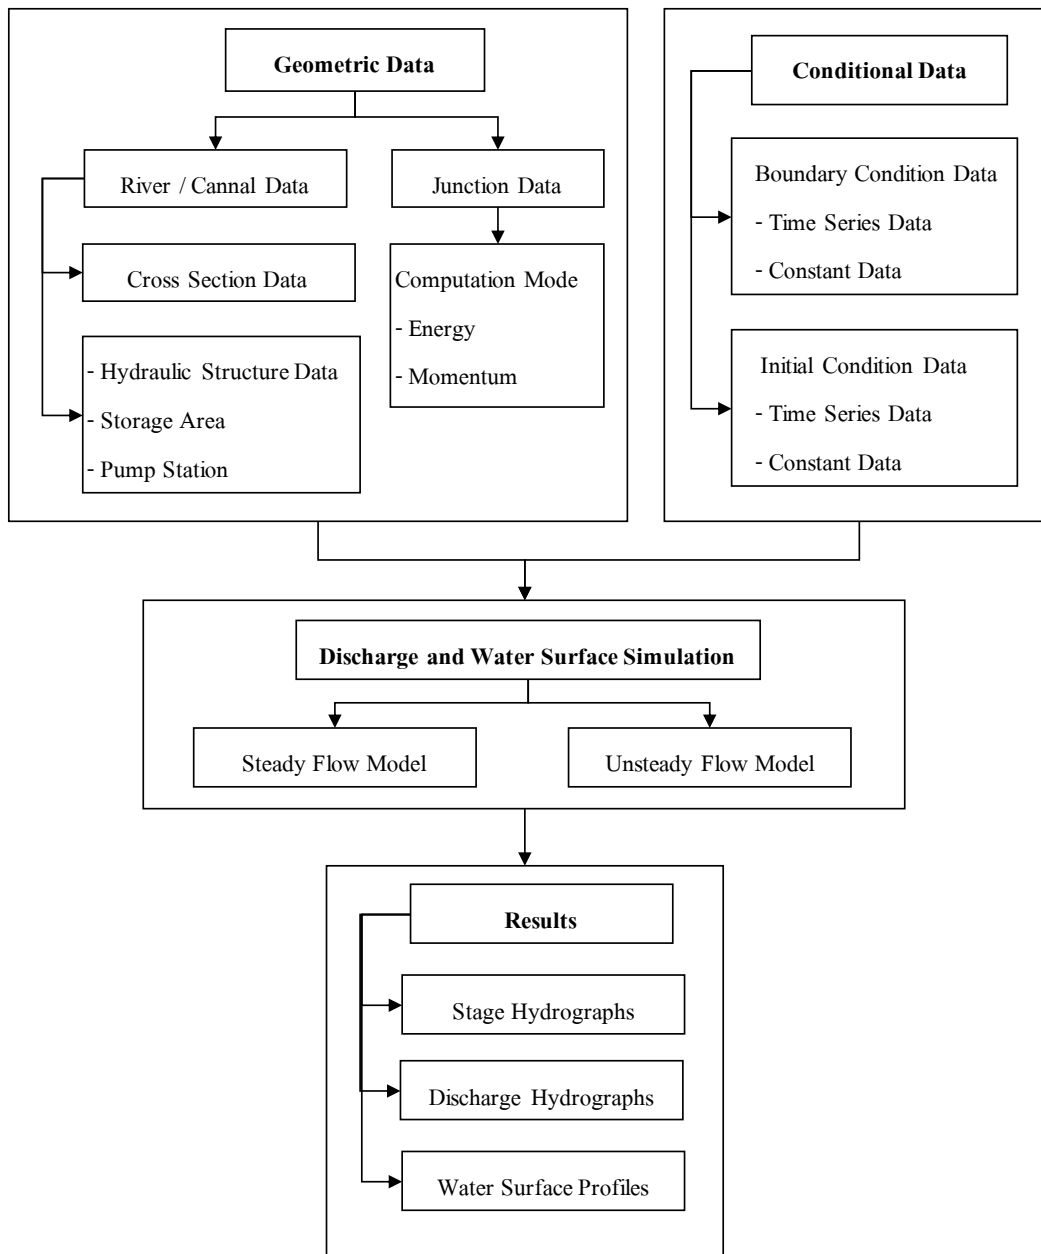 Geometric Data
River / Cannal Data
Junction Data
Cross Section Data
Computation Mode
- Energy
- Momentum
- Hydraulic Structure Data
- Storage Area
- Pump Station
Conditional Data
Boundary Condition Data
- Time Series Data
- Constant Data
Initial Condition Data
- Time Series Data
- Constant Data
Discharge and Water Surface Simulation
Steady Flow Model
Unsteady Flow Model
Results
Stage Hydrographs
Discharge Hydrographs
Water Surface Profiles